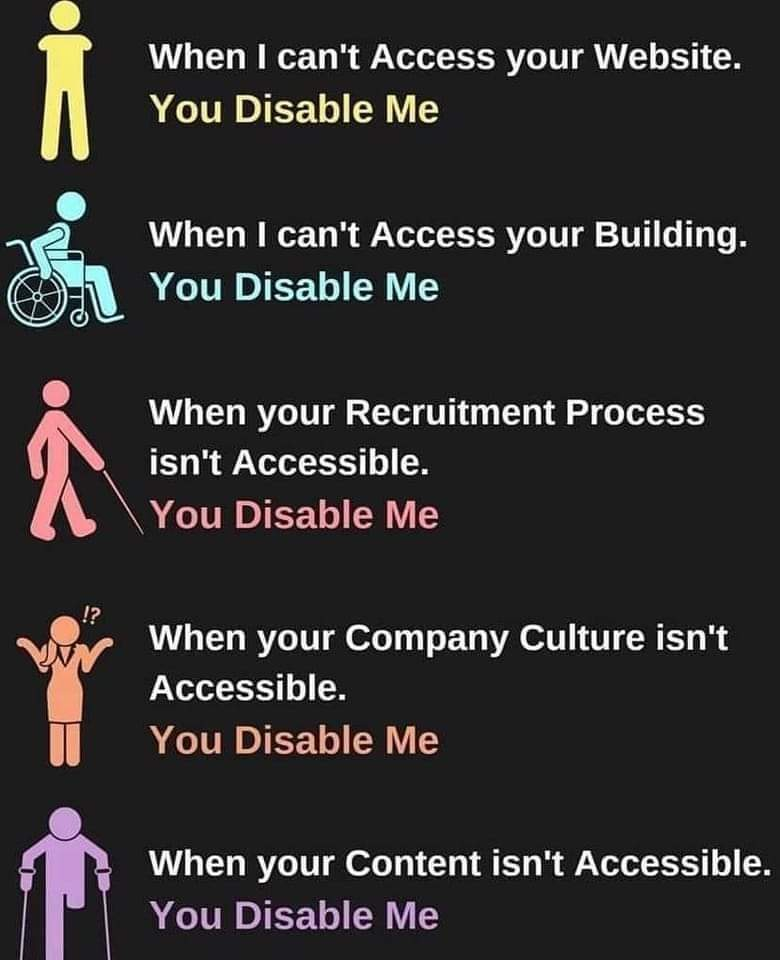 When I can't Access your Website.
You Disable Me
When I can't Access your Building.
You Disable Me
When your Recruitment Process
isn't Accessible.
You Disable Me
!?
When your Company Culture isn't
Accessible.
You Disable Me
When your Content isn't Accessible.
You Disable Me